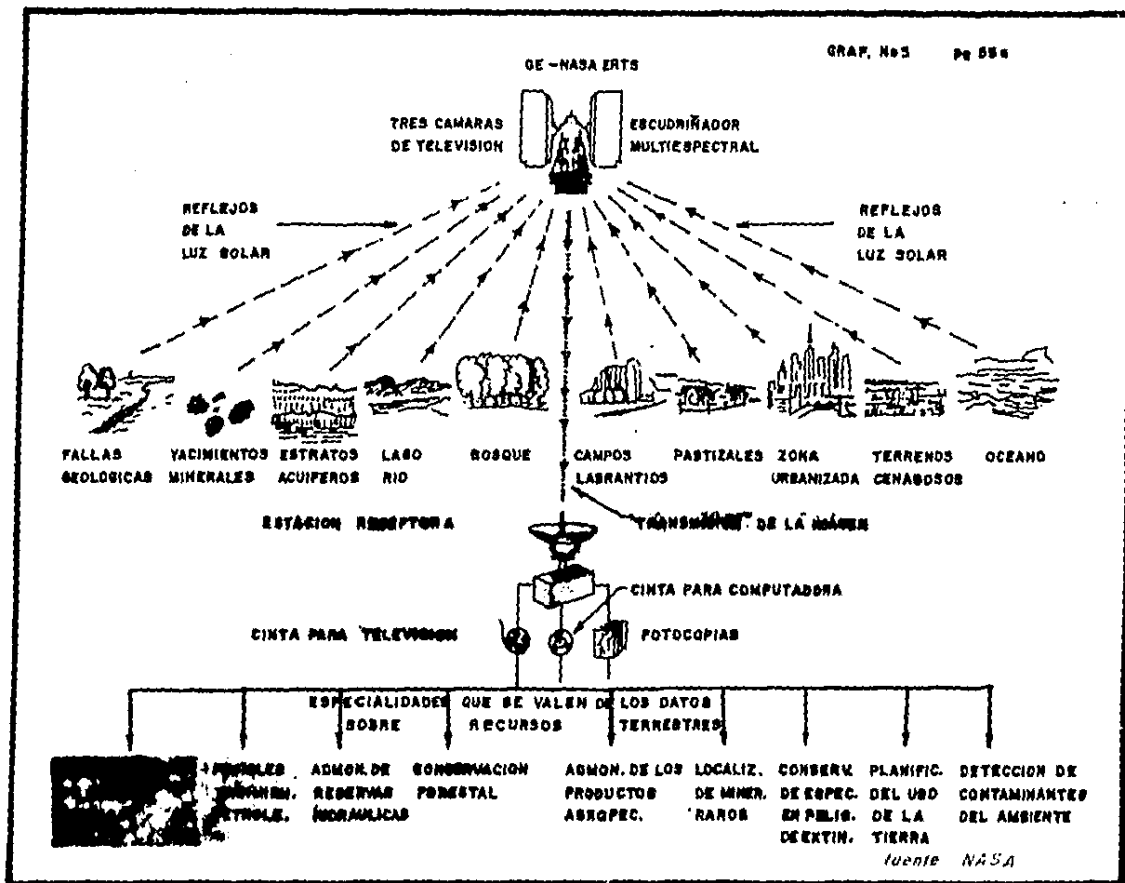 GRAF. No5 Pg 55a
GE-NASA ERTS
TRES CAMARAS
DE TELEVISION
ESCUDRIÑADOR
MULTIESPECTRAL
REFLEJOS
DE LA
LUZ SOLAR
REFLEJOS
DE LA
LUZ SOLAR
FALLAS
GEOLOGICAS
YACIMIENTOS
MINERALES
ESTRATOS
ACUIFEROS
LAGO
RIO
BOSQUE
CAMPOS
LABRANTIOS
PASTIZALES
ZONA
URBANIZADA
TERRENOS
CENAGOSOS
OCEANO
ESTACION RECEPTORA
DE LA
CINTA PARA COMPUTADORA
CINTA PARA TELEVISION
FOTOCOPIAS
ESPECIALIDADES QUE SE VALEN DE LOS DATOS
SOBRE RECURSOS TERRESTRES
ADMON. DE
RESERVAS
HIDRAULICAS
CONSERVACION
FORESTAL
ADMON. DE LOS
PRODUCTOS
AGROPEC.
LOCALIZ.
DE MINER.
RAROS
CONSERV.
DE ESPEC.
EN PELIG.
DE EXTIN.
PLANIFIC.
DEL USO
DE LA
TIERRA
DETECCION DE
CONTAMINANTES
DEL AMBIENTE
fuente NASA